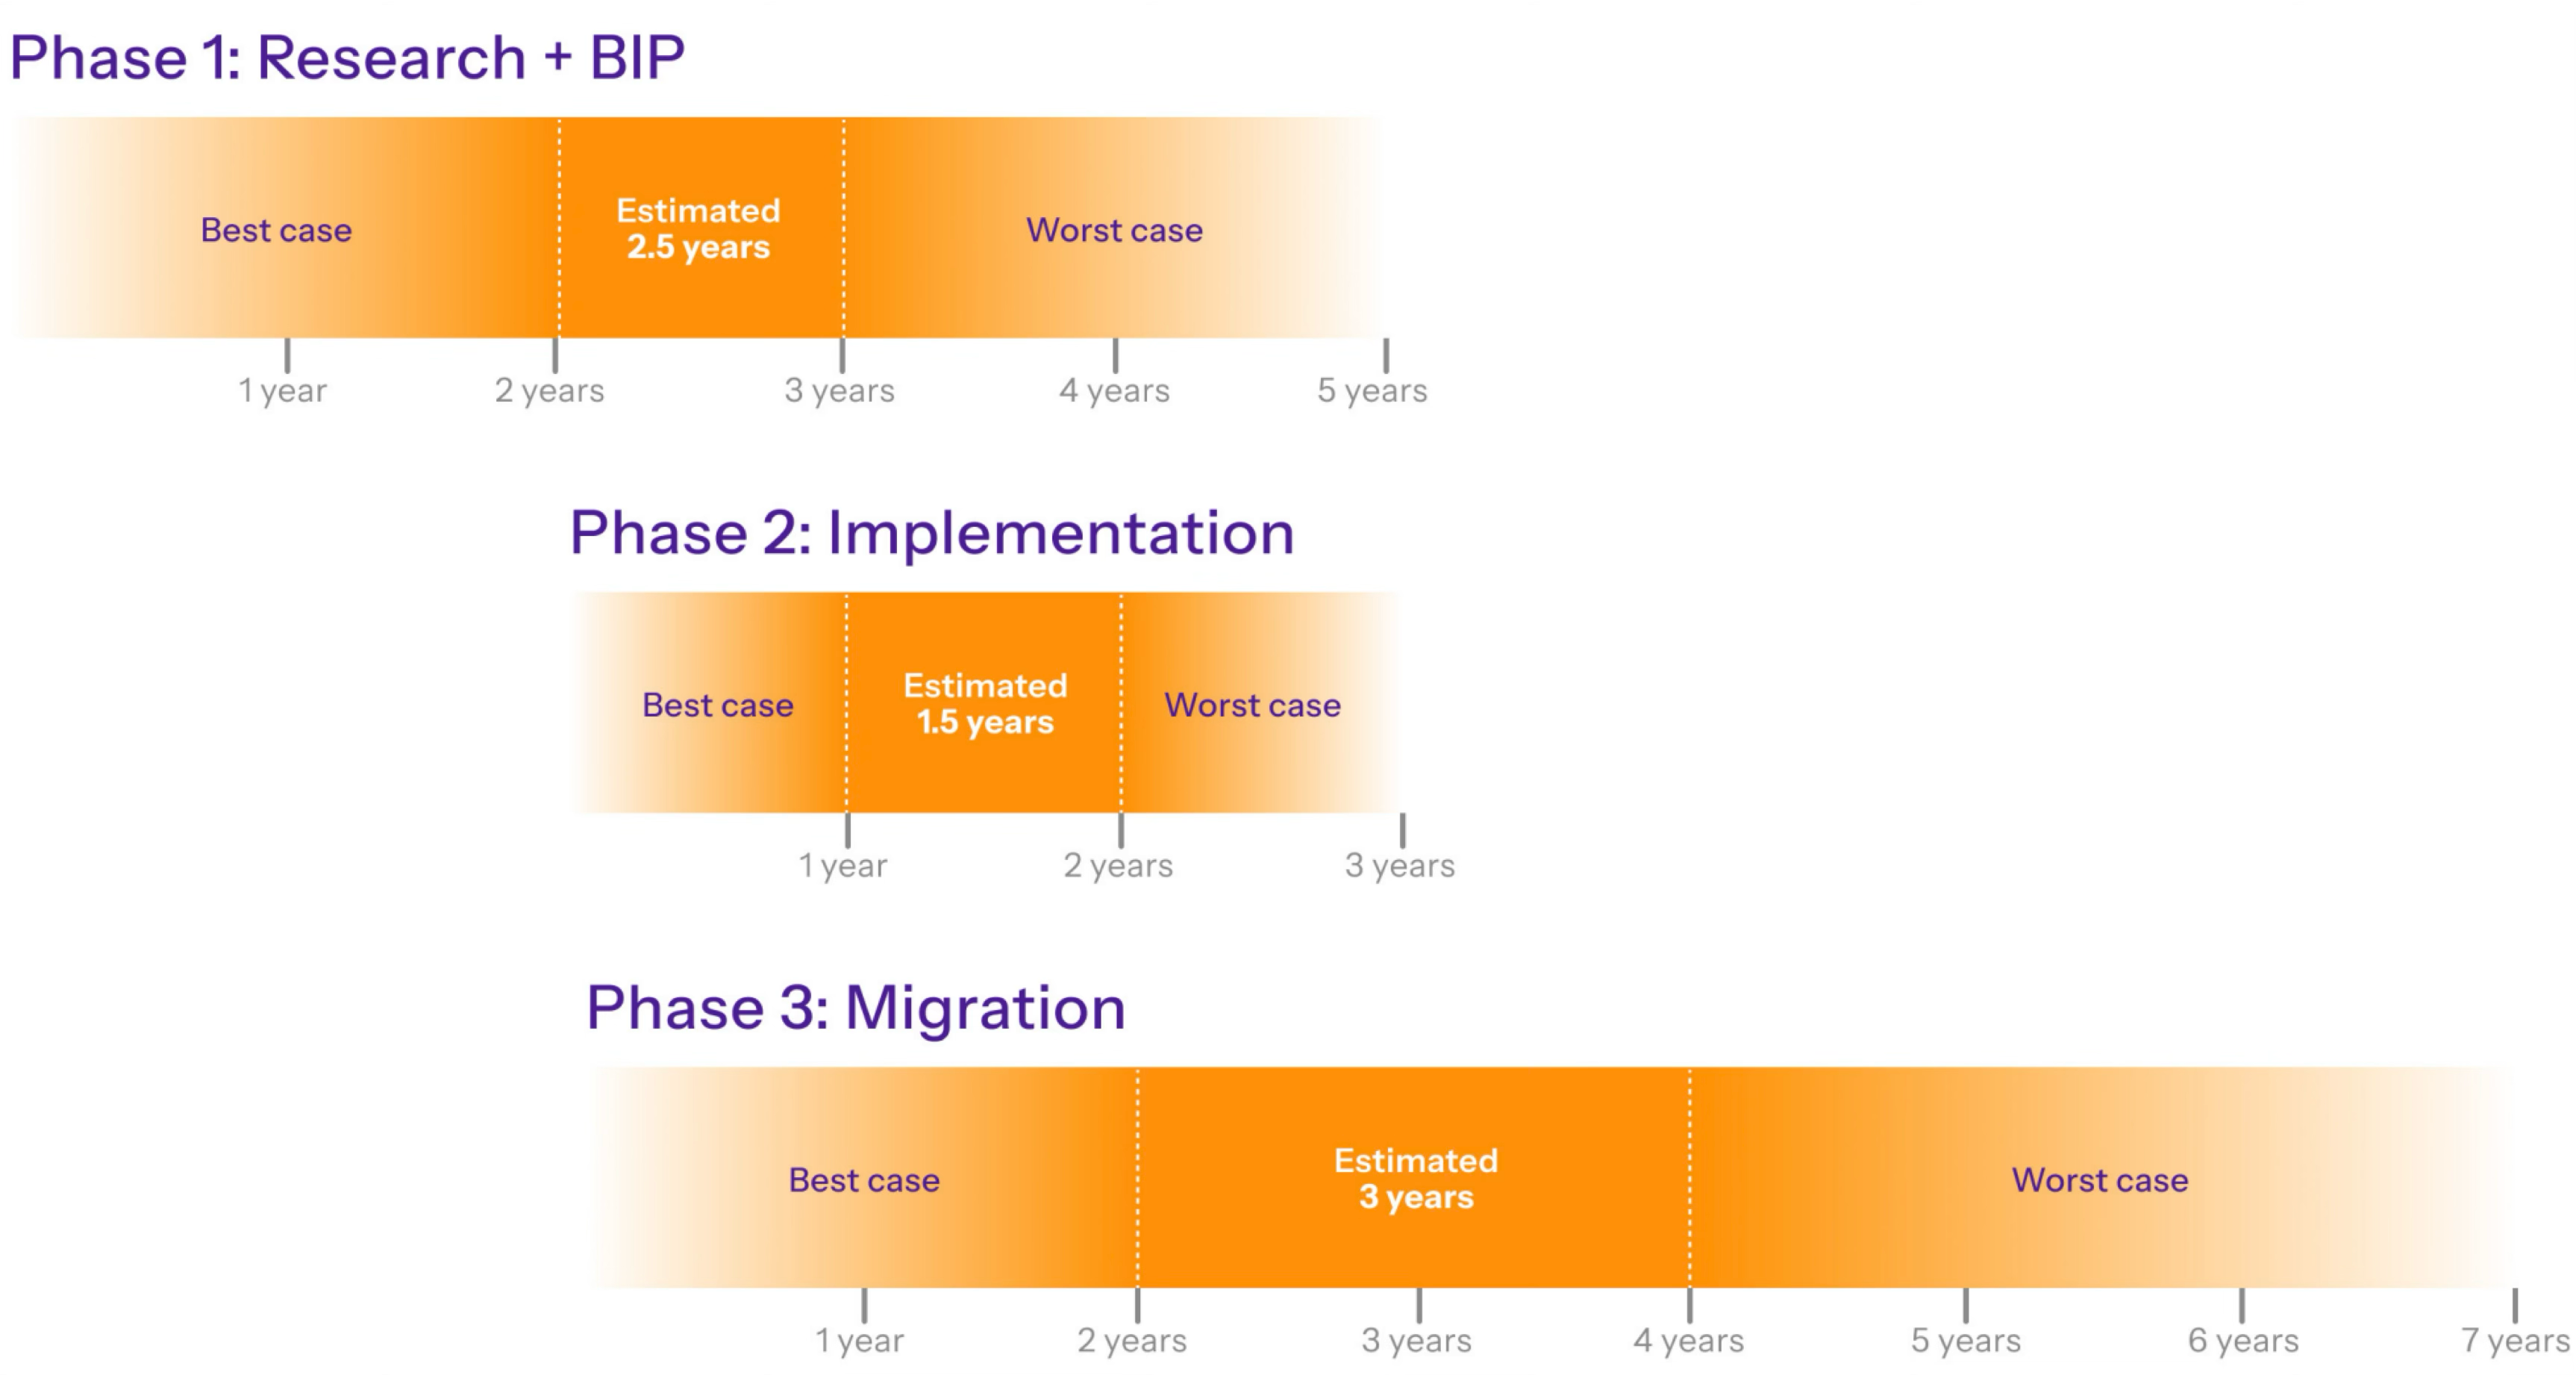 Phase 1: Research + BIP
Best case
Estimated
2.5 years
Worst case
1 year
2 years
3 years
4 years
5 years
Phase 2: Implementation
Best case
Estimated
1.5 years
Worst case
1 year
2 years
3 years
Phase 3: Migration
Best case
Estimated
3 years
Worst case
1 year
2 years
3 years
4 years
5 years
6 years
7 years